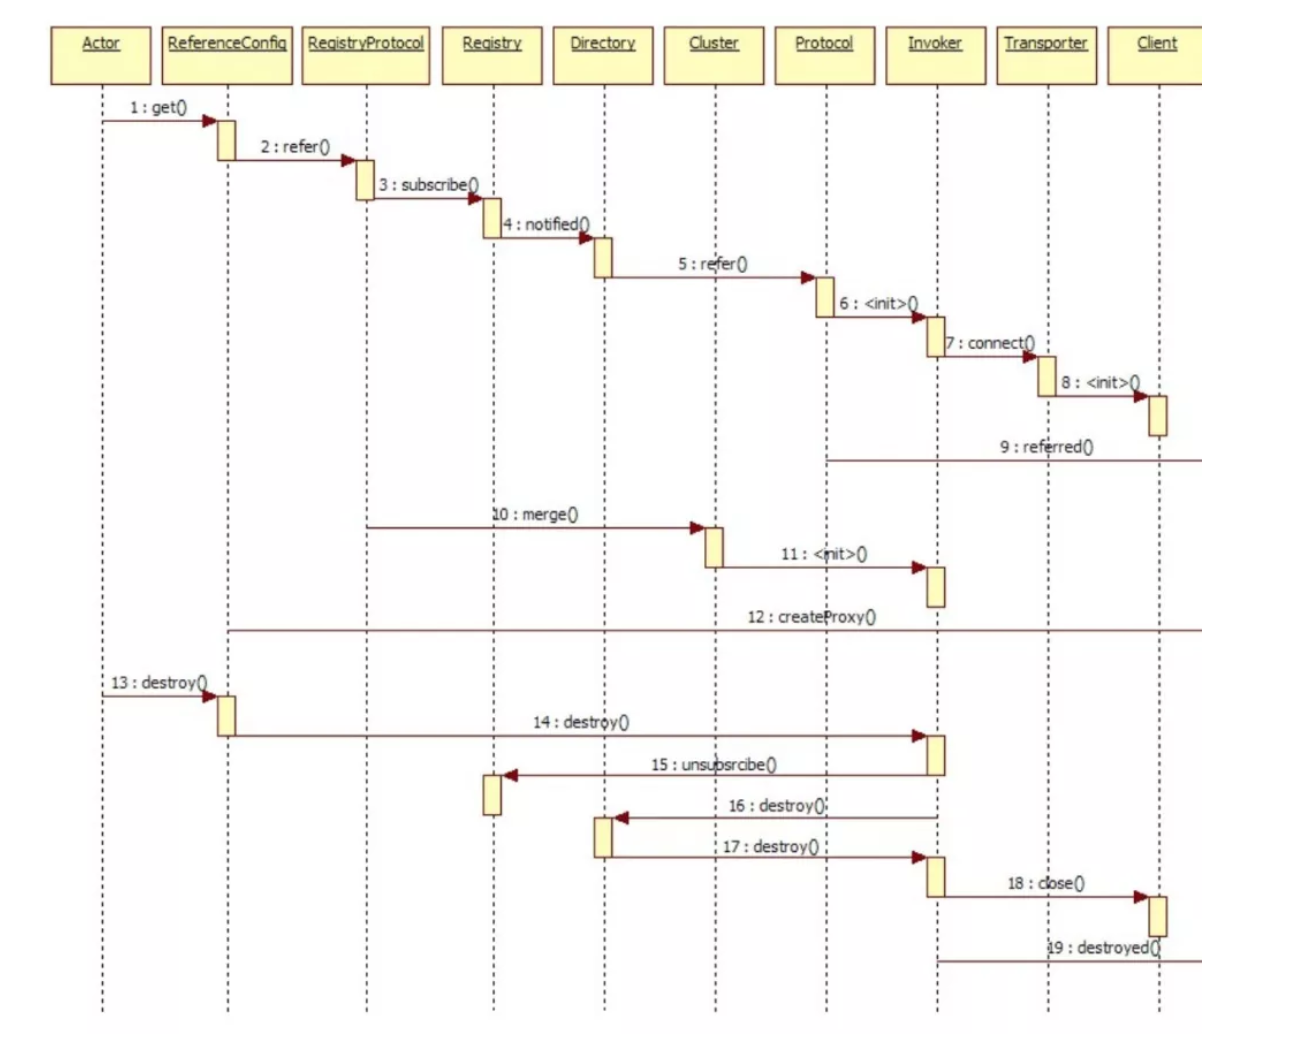 Actor
ReferenceConfig
RegistryProtocol
Registry
Directory
Cluster
Protocol
Invoker
Transporter
Client
1 : get()
2 : refer()
3 : subscribe()
4 : notified()
5 : refer()
6 : <init>()
7 : connect()
8 : <init>()
9 : referred()
10 : merge()
11 : <init>()
12 : createProxy()
13 : destroy()
14 : destroy()
15 : unsubsrcibe()
16 : destroy()
17 : destroy()
18 : close()
19 : destroyed()